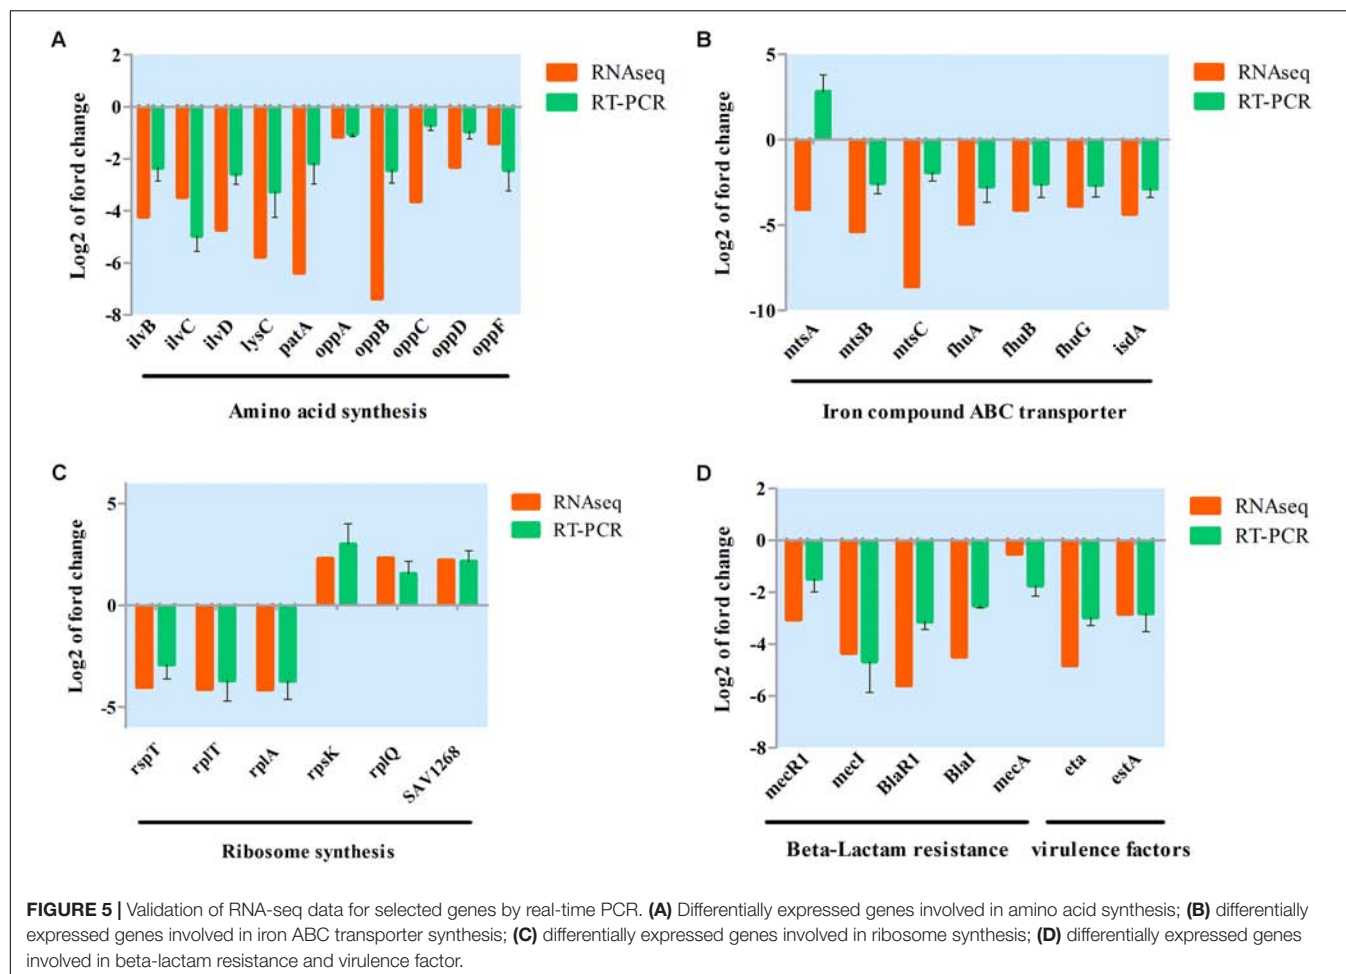 A
2
0
-2
-4
-6
-8
Log2 of ford change
RNAseq
RT-PCR
ilvB
ilvC
ilvD
lysC
patA
oppA
oppB
oppC
oppD
oppF
Amino acid synthesis
B
5
0
-5
-10
Log2 of ford change
RNAseq
RT-PCR
mtsA
mtsB
mtsC
fhuA
fhuB
fhuG
isdA
Iron compound ABC transporter
C
5
0
-5
Log2 of ford change
RNAseq
RT-PCR
rspT
rplT
rplA
rpsK
rplQ
SAV1268
Ribosome synthesis
D
2
0
-2
-4
-6
-8
Log2 of ford change
RNAseq
RT-PCR
mecR1
mecI
BlaR1
BlaI
mecA
eta
estA
Beta-Lactam resistance
virulence factors
FIGURE 5 | Validation of RNA-seq data for selected genes by real-time PCR. (A) Differentially expressed genes involved in amino acid synthesis; (B) differentially
expressed genes involved in iron ABC transporter synthesis; (C) differentially expressed genes involved in ribosome synthesis; (D) differentially expressed genes
involved in beta-lactam resistance and virulence factor.